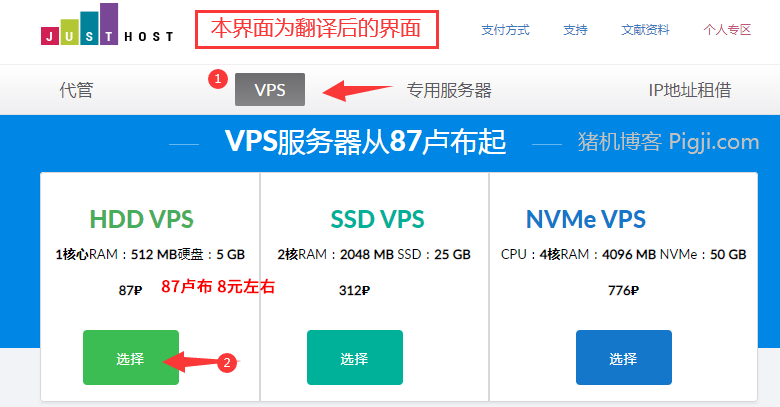 JUSTHOST
本界面为翻译后的界面
支付方式 支持 文献资料 个人专区
代管 1 VPS 专用服务器 IP地址租借
VPS服务器从87卢布起
猪机博客 Pigji.com
HDD VPS SSD VPS NVMe VPS
1核心RAM：512 MB硬盘：5 GB 2核RAM：2048 MB SSD：25 GB CPU：4核RAM：4096 MB NVMe：50 GB
87₽ 87卢布 8元左右 312₽ 776₽
选择 2 选择 选择